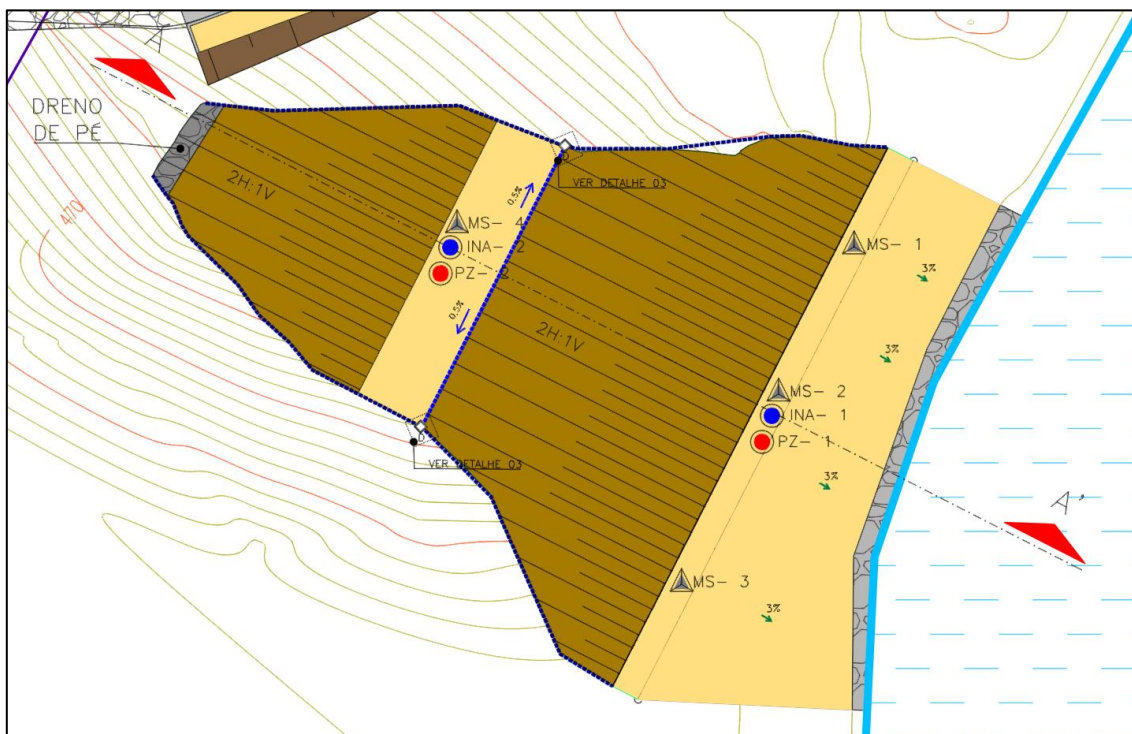 A
DRENO
DE PÉ
2H:1V
470
0.5%
VER DETALHE 03
MS- 4
INA- 2
PZ- 2
0.5%
2H:1V
MS- 1
3%
3%
MS- 2
INA- 1
PZ- 1
D
VER DETALHE 03
3%
A'
MS- 3
3%